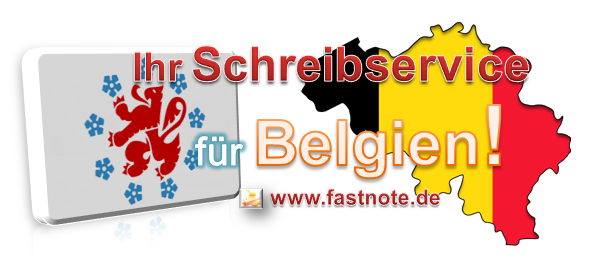 Ihr Schreibservice
für Belgien!
www.fastnote.de